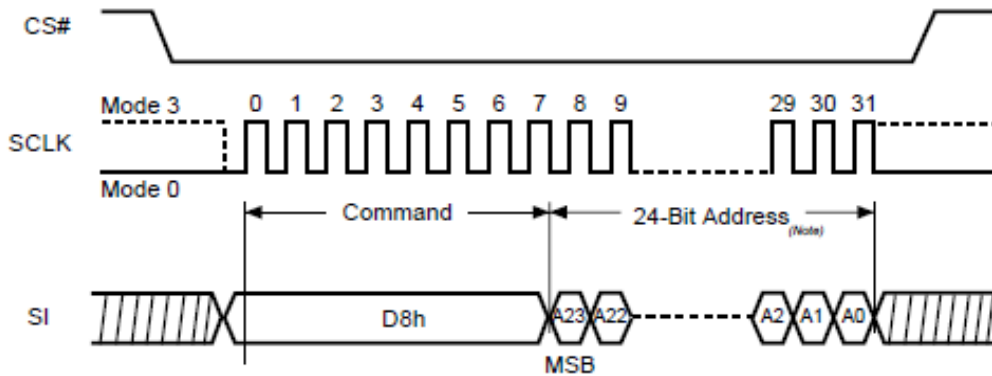 CS#
Mode 3
0 1 2 3 4 5 6 7 8 9 29 30 31
SCLK
Mode 0
Command 24-Bit Address (Note)
SI D8h A23 A22 A2 A1 A0
MSB